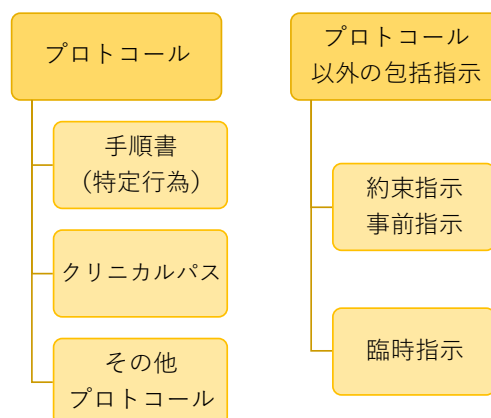 プロトコール
手順書
（特定行為）
クリニカルパス
その他
プロトコール
プロトコール
以外の包括指示
約束指示
事前指示
臨時指示